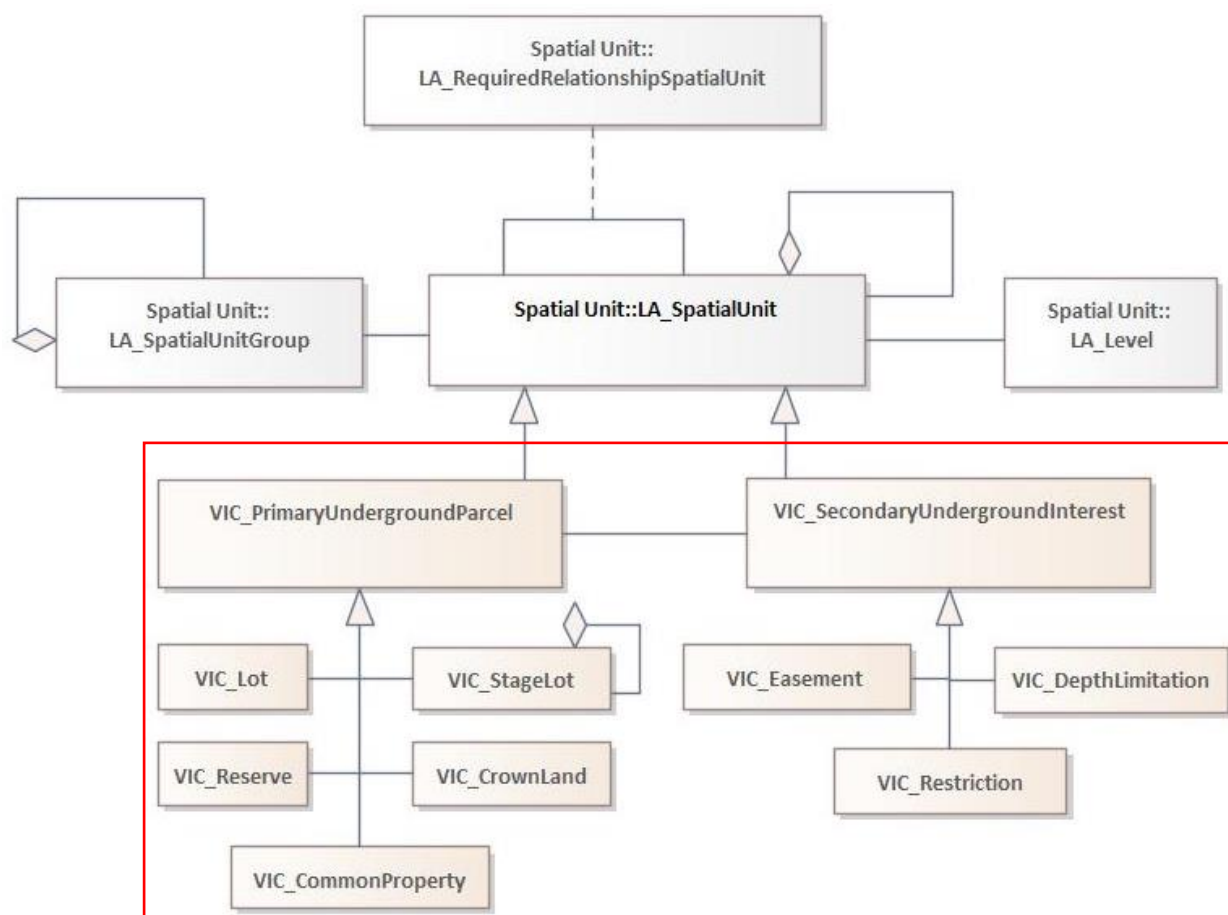 Spatial Unit::
LA_RequiredRelationshipSpatialUnit
Spatial Unit::
LA_SpatialUnitGroup
Spatial Unit::LA_SpatialUnit
Spatial Unit::
LA_Level
VIC_PrimaryUndergroundParcel
VIC_SecondaryUndergroundInterest
VIC_Lot
VIC_StageLot
VIC_Easement
VIC_DepthLimitation
VIC_Reserve
VIC_CrownLand
VIC_Restriction
VIC_CommonProperty